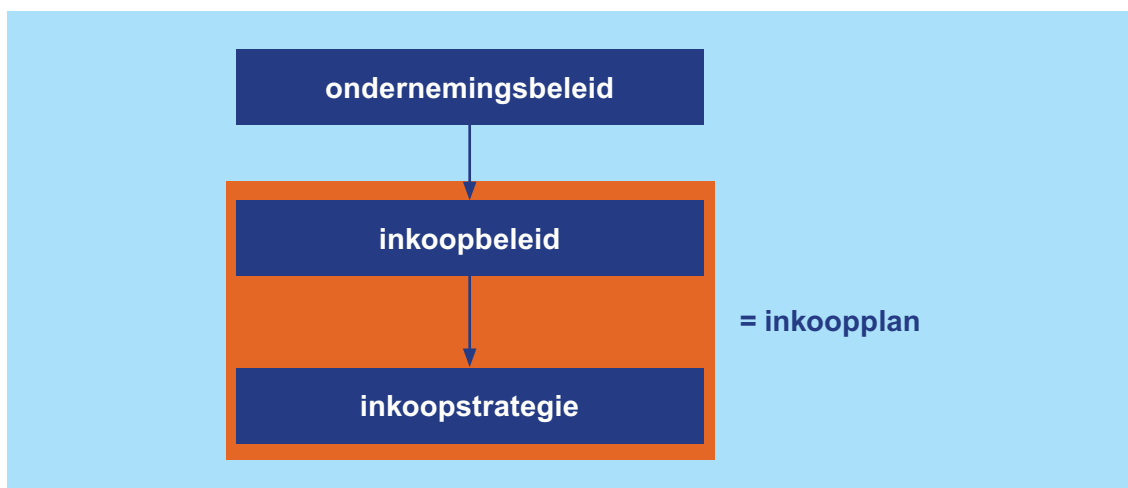 ondernemingsbeleid
inkoopbeleid
= inkoopplan
inkoopstrategie